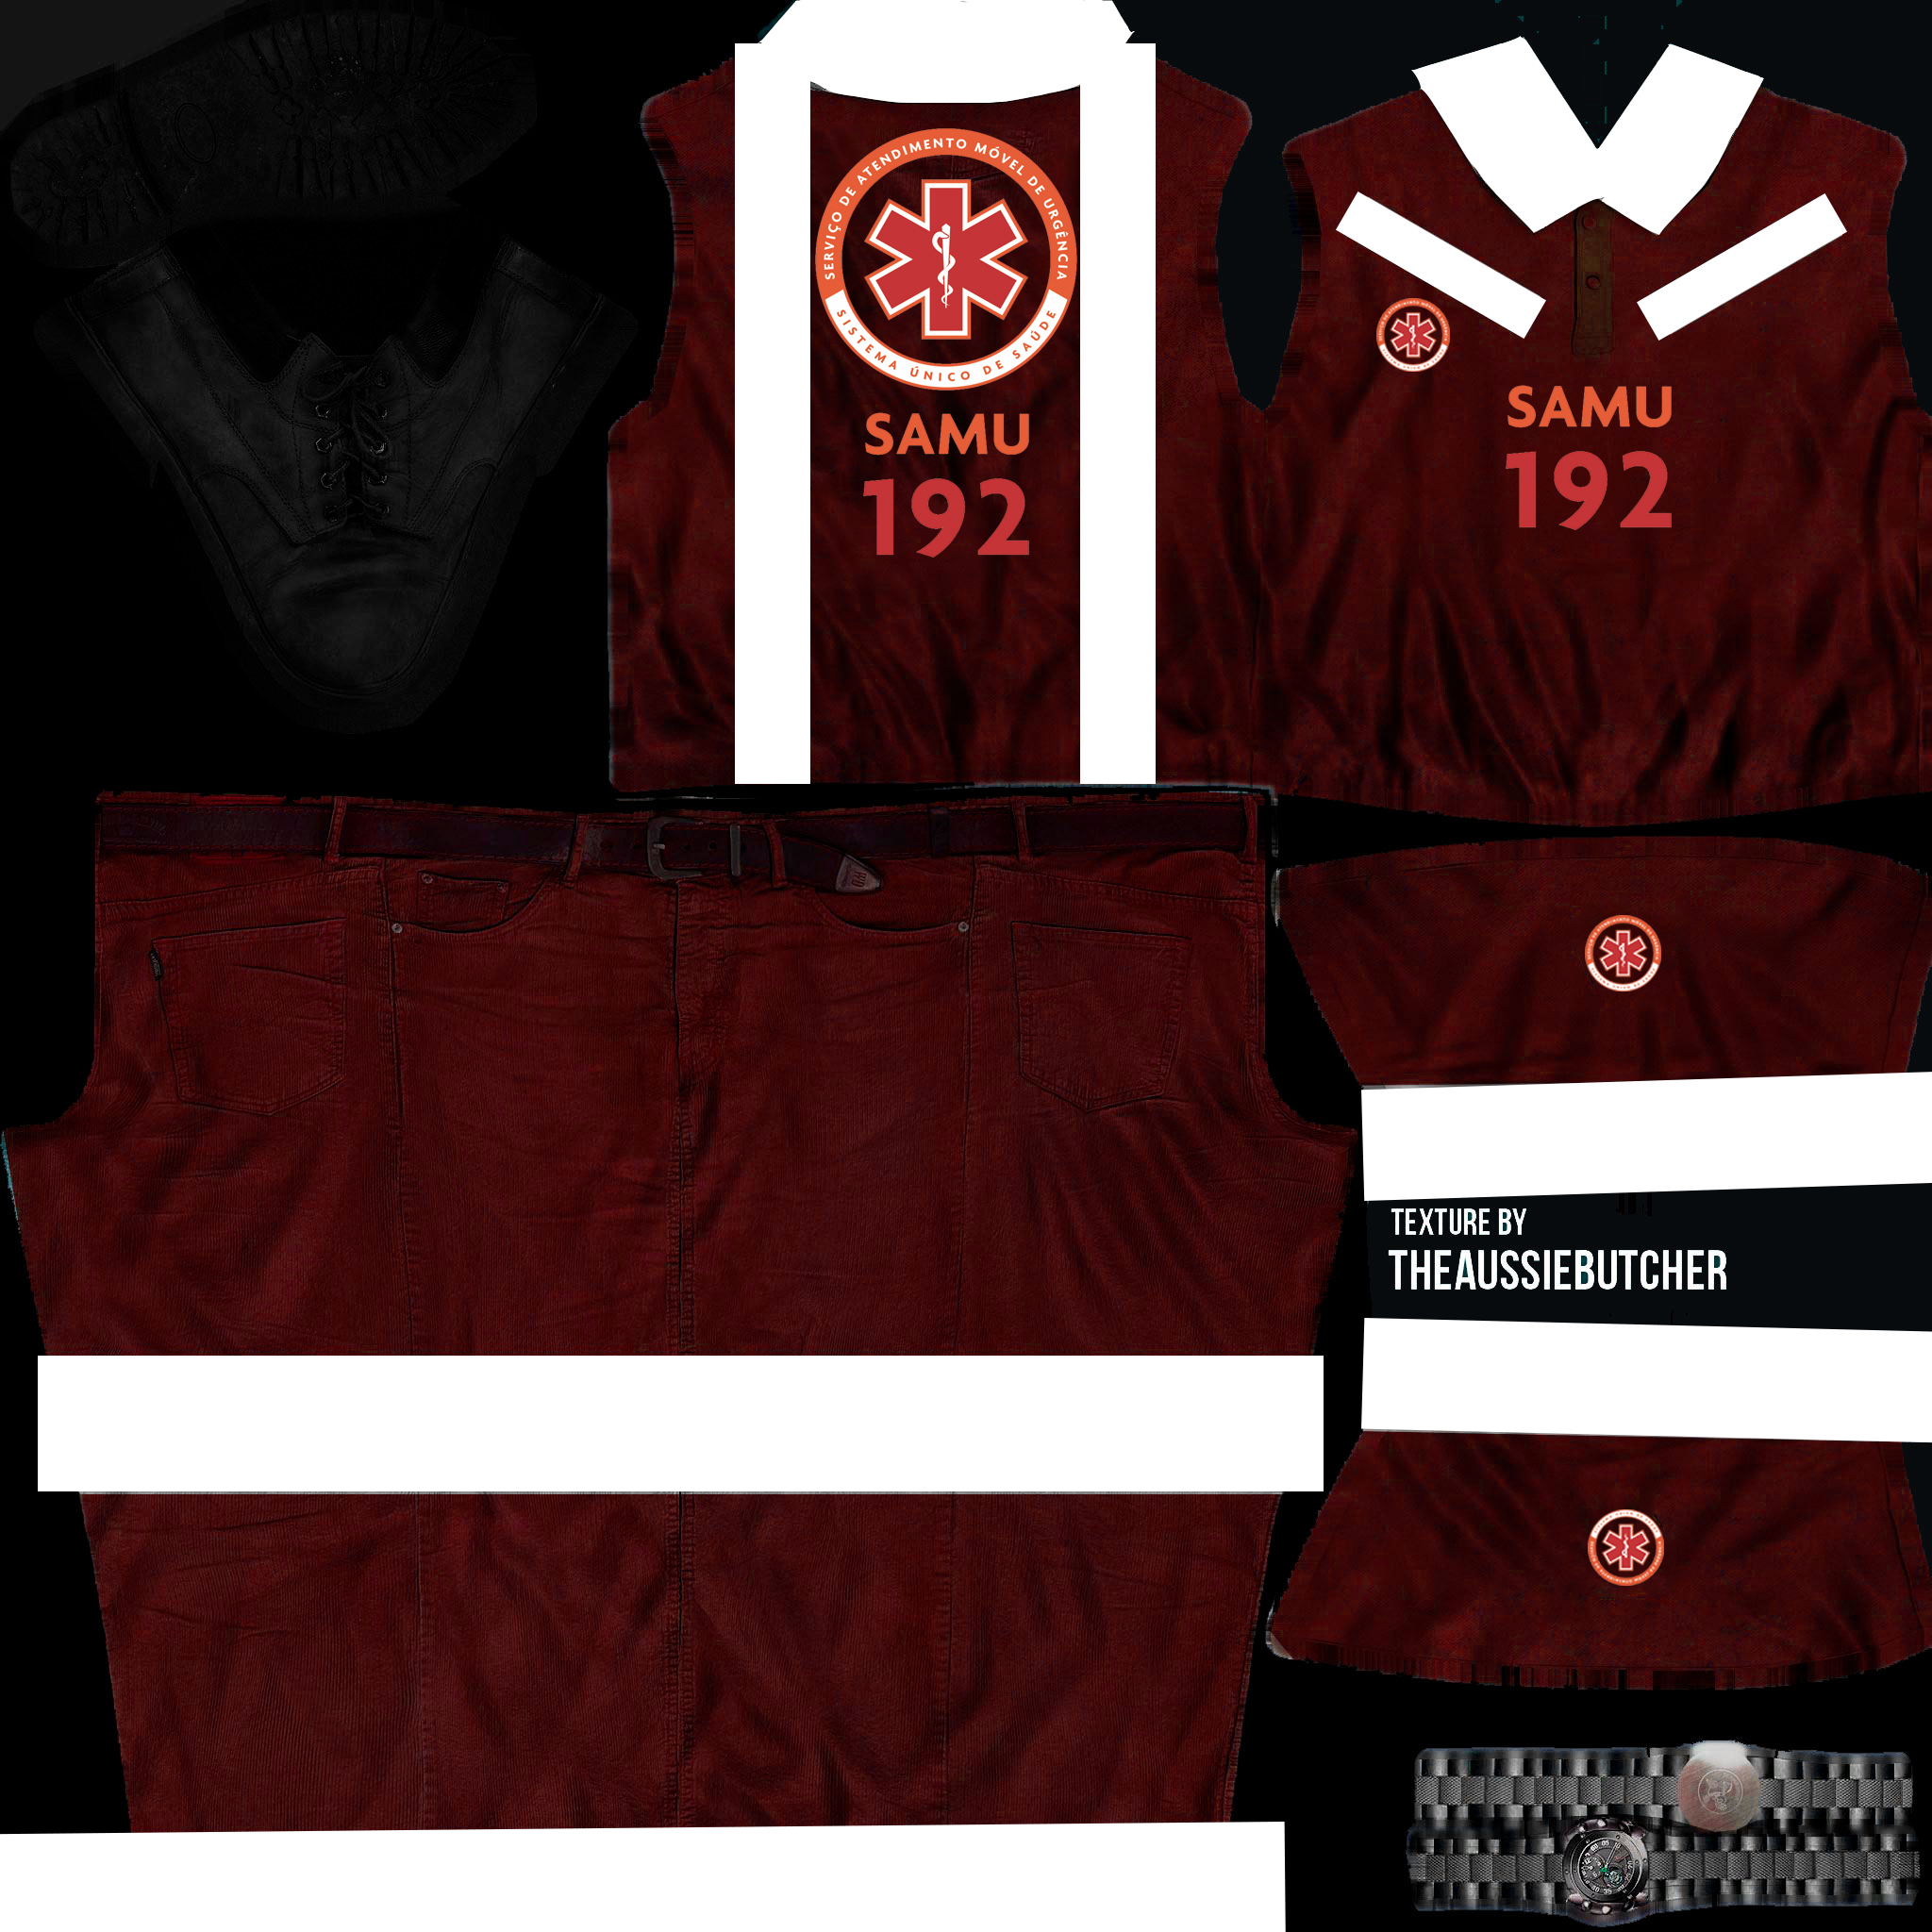 SERVIÇO DE ATENDIMENTO MÓVEL DE URGÊNCIA
SISTEMA ÚNICO DE SAÚDE
SAMU
192
SAMU
192
TEXTURE BY
THEAUSSIEBUTCHER